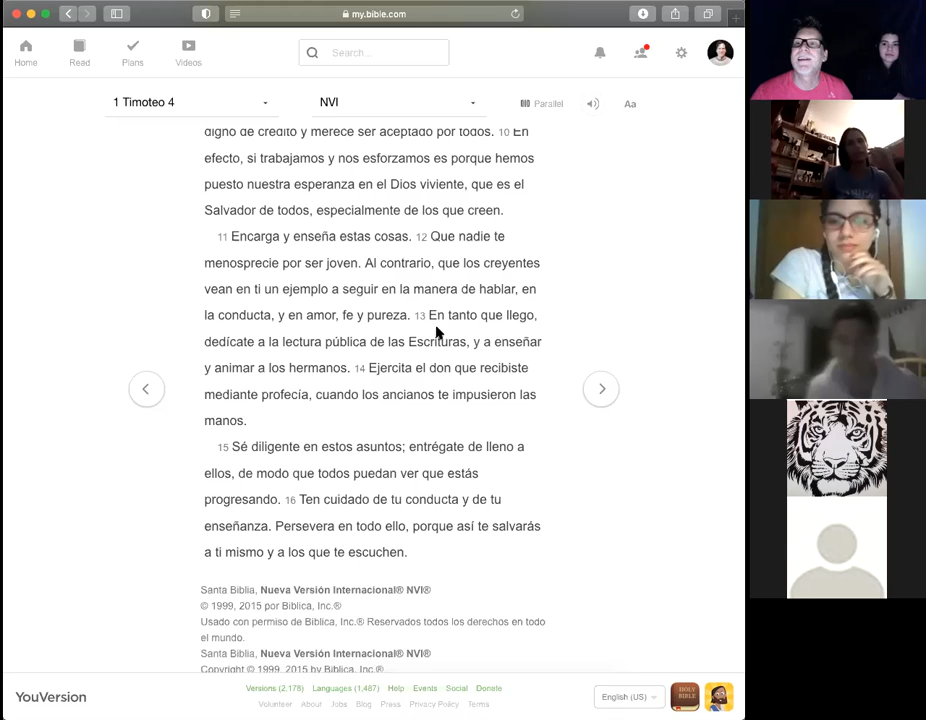 my.bible.com
Home
Read
Plans
Videos
Search...
1 Timoteo 4
NVI
Parallel
Aa
digno de crédito y merece ser aceptado por todos. 10 En
efecto, si trabajamos y nos esforzamos es porque hemos
puesto nuestra esperanza en el Dios viviente, que es el
Salvador de todos, especialmente de los que creen.
11 Encarga y enseña estas cosas. 12 Que nadie te
menosprecie por ser joven. Al contrario, que los creyentes
vean en ti un ejemplo a seguir en la manera de hablar, en
la conducta, y en amor, fe y pureza. 13 En tanto que llego,
dedícate a la lectura pública de las Escrituras, y a enseñar
y animar a los hermanos. 14 Ejercita el don que recibiste
mediante profecía, cuando los ancianos te impusieron las
manos.
15 Sé diligente en estos asuntos; entrégate de lleno a
ellos, de modo que todos puedan ver que estás
progresando. 16 Ten cuidado de tu conducta y de tu
enseñanza. Persevera en todo ello, porque así te salvarás
a ti mismo y a los que te escuchen.
Santa Biblia, Nueva Versión Internacional® NVI®
© 1999, 2015 por Biblica, Inc.®
Usado con permiso de Biblica, Inc.® Reservados todos los derechos en todo
el mundo.
Santa Biblia, Nueva Versión Internacional® NVI®
Copyright © 1999, 2015 by Biblica, Inc.®
YouVersion
Versions (2,178) Languages (1,487) Help Events Social Donate
Volunteer About Jobs Blog Press Privacy Policy Terms
English (US)
HOLY BIBLE